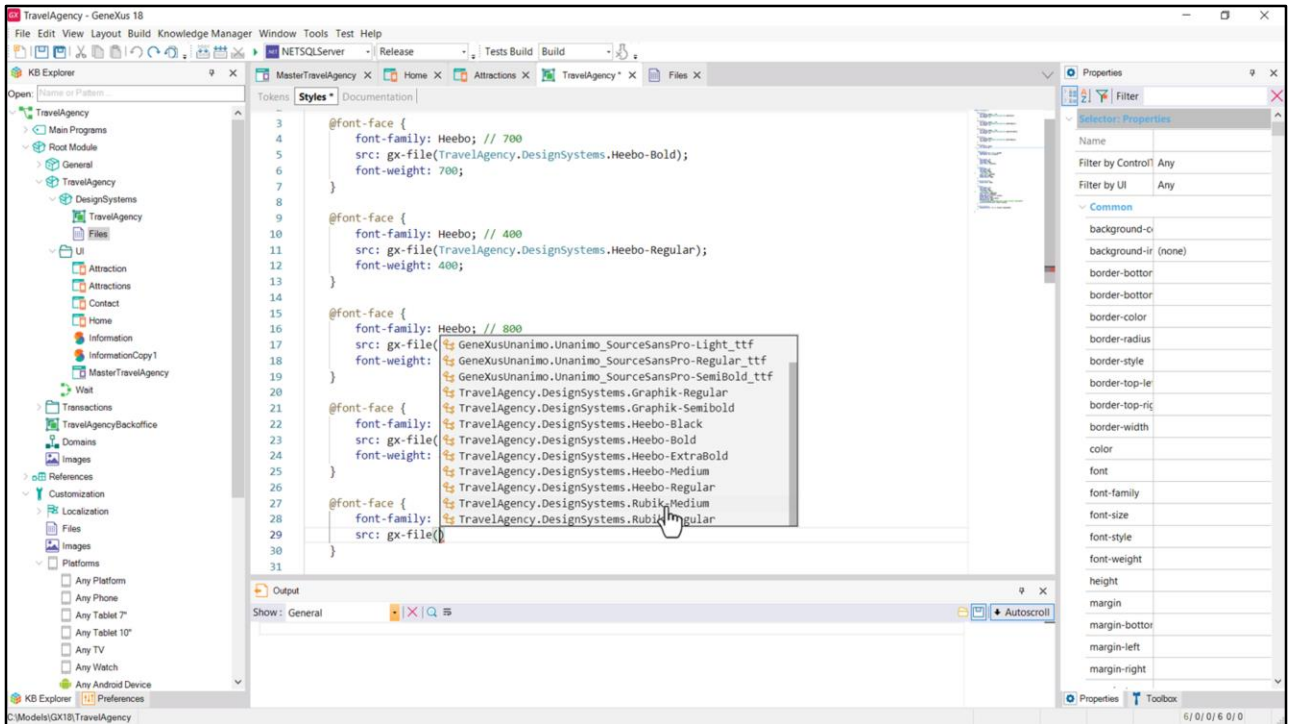 TravelAgency - GeneXus 18
File Edit View Layout Build Knowledge Manager Window Tools Test Help
NETSQLServer Release Tests Build Build
KB Explorer
Open: Name or Pattern...
TravelAgency
Main Programs
Root Module
General
TravelAgency
DesignSystems
TravelAgency
Files
UI
Attraction
Attractions
Contact
Home
Information
InformationCopy1
MasterTravelAgency
Wait
Transactions
TravelAgencyBackoffice
Domains
Images
References
Customization
Localization
Files
Images
Platforms
Any Platform
Any Phone
Any Tablet 7"
Any Tablet 10"
Any TV
Any Watch
Any Android Device
KB Explorer Preferences
C:\Models\GX18\TravelAgency
MasterTravelAgency X Home X Attractions X TravelAgency * X Files X
Tokens Styles * Documentation
3 @font-face {
4 font-family: Heebo; // 700
5 src: gx-file(TravelAgency.DesignSystems.Heebo-Bold);
6 font-weight: 700;
7 }
8
9 @font-face {
10 font-family: Heebo; // 400
11 src: gx-file(TravelAgency.DesignSystems.Heebo-Regular);
12 font-weight: 400;
13 }
14
15 @font-face {
16 font-family: Heebo; // 800
17 src: gx-file( GeneXusUnanimo.Unanimo_SourceSansPro-Light_ttf
18 font-weight: GeneXusUnanimo.Unanimo_SourceSansPro-Regular_ttf
19 } GeneXusUnanimo.Unanimo_SourceSansPro-SemiBold_ttf
20 TravelAgency.DesignSystems.Graphik-Regular
21 @font-face { TravelAgency.DesignSystems.Graphik-Semibold
22 font-family: TravelAgency.DesignSystems.Heebo-Black
23 src: gx-file( TravelAgency.DesignSystems.Heebo-Bold
24 font-weight: TravelAgency.DesignSystems.Heebo-ExtraBold
25 } TravelAgency.DesignSystems.Heebo-Medium
26 TravelAgency.DesignSystems.Heebo-Regular
27 @font-face { TravelAgency.DesignSystems.Rubik-Medium
28 font-family: TravelAgency.DesignSystems.Rubik-Regular
29 src: gx-file()
30 }
31
Output
Show: General Autoscroll
Properties
Filter
Selector: Properties
Name
Filter by ControlT Any
Filter by UI Any
Common
background-c
background-ir (none)
border-bottor
border-bottor
border-color
border-radius
border-style
border-top-le
border-top-rig
border-width
color
font
font-family
font-size
font-style
font-weight
height
margin
margin-bottor
margin-left
margin-right
Properties Toolbox
6/ 0/ 0/ 6 0/ 0